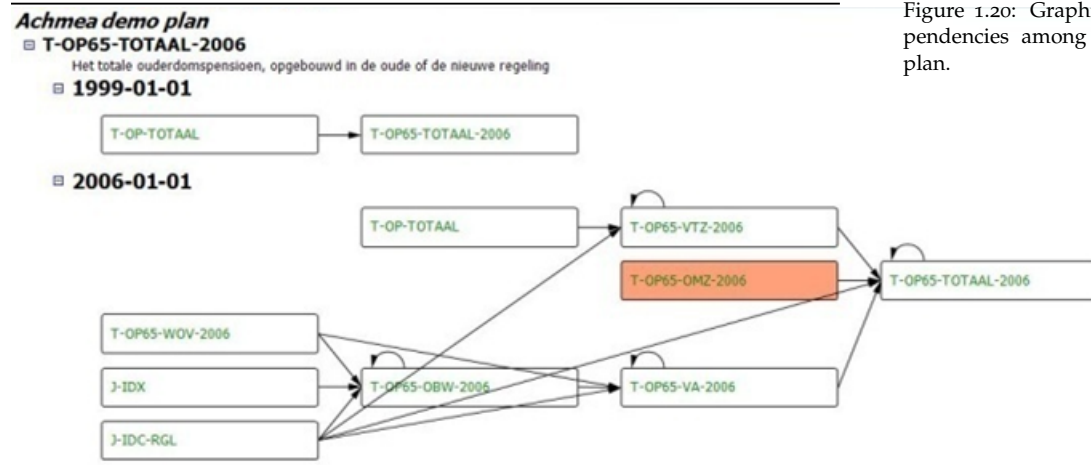 Achmea demo plan
T-OP65-TOTAAL-2006
Het totale ouderdomspensioen, opgebouwd in de oude of de nieuwe regeling
1999-01-01
T-OP-TOTAAL
T-OP65-TOTAAL-2006
2006-01-01
T-OP-TOTAAL
T-OP65-VTZ-2006
T-OP65-OMZ-2006
T-OP65-TOTAAL-2006
T-OP65-WOV-2006
J-IDX
T-OP65-OBW-2006
T-OP65-VA-2006
J-IDC-RGL
Figure 1.20: Graph
pendencies among
plan.